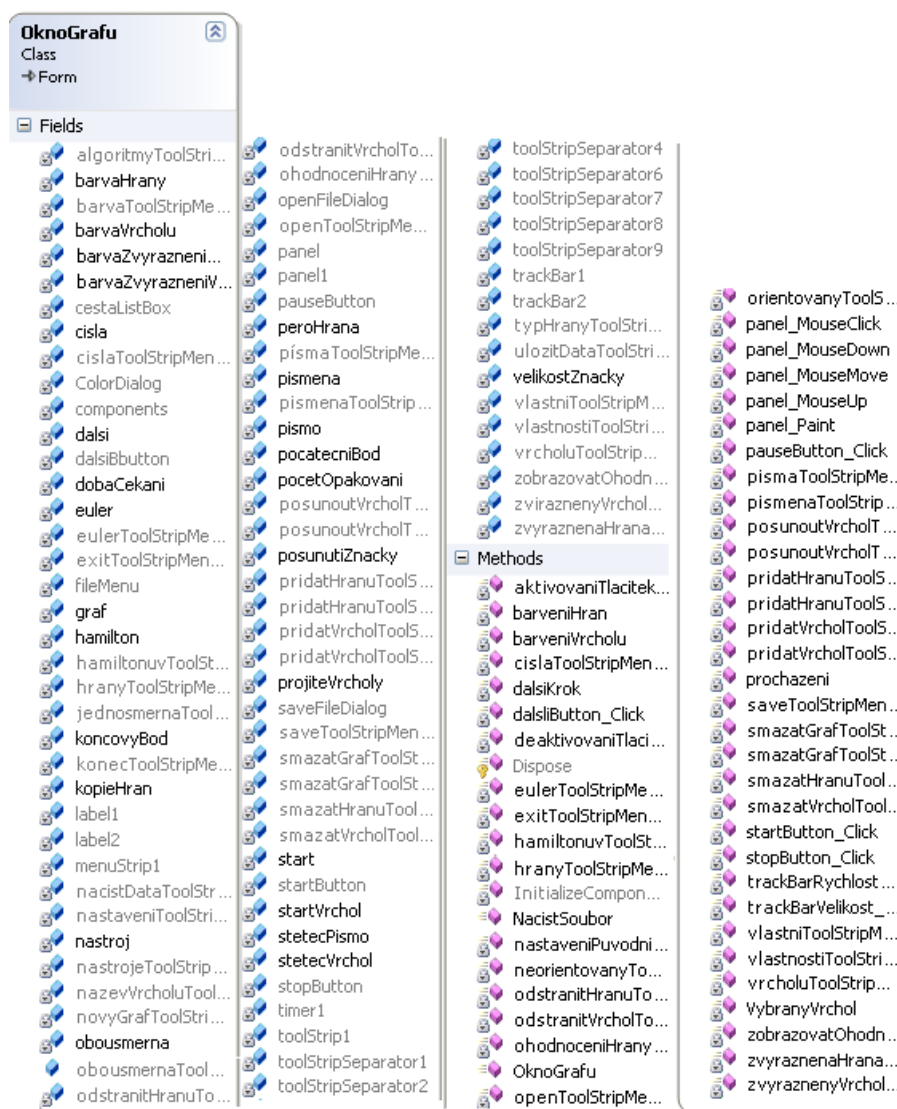 OknoGrafu
Class
Form
Fields
algoritmyToolStri...
barvaHrany
barvaToolStripMe...
barvaVrcholu
barvaZvyrazneni...
barvaZvyrazneniV...
cestaListBox
cisla
cislaToolStripMen...
ColorDialog
components
dalsi
dalsiBbutton
dobaCekani
euler
eulerToolStripMe...
exitToolStripMen...
fileMenu
graf
hamilton
hamiltonuvToolSt...
hranyToolStripMe...
jednosmernaTool...
koncovyBod
konecToolStripMe...
kopieHran
label1
label2
menuStrip1
nacistDataToolStr...
nastaveniToolStri...
nastroj
nastrojeToolStrip...
nazevVrcholuTool...
novyGrafToolStri...
obousmerna
obousmernaTool...
odstranitHranuTo...
odstranitVrcholTo...
ohodnoceniHrany...
openFileDialog
openToolStripMe...
panel
panel1
pauseButton
peroHrana
písmaToolStripMe...
pismena
pismenaToolStrip...
pismo
pocatecniBod
pocetOpakovani
posunoutVrcholT...
posunoutVrcholT...
posunutiZnacky
pridatHranuToolS...
pridatHranuToolS...
pridatVrcholToolS...
pridatVrcholToolS...
projiteVrcholy
saveFileDialog
saveToolStripMen...
smazatGrafToolSt...
smazatGrafToolSt...
smazatHranuTool...
smazatVrcholTool...
start
startButton
startVrchol
stetecPismo
stetecVrchol
stopButton
timer1
toolStrip1
toolStripSeparator1
toolStripSeparator2
toolStripSeparator4
toolStripSeparator6
toolStripSeparator7
toolStripSeparator8
toolStripSeparator9
trackBar1
trackBar2
typHranyToolStri...
ulozitDataToolStri...
velikostZnacky
vlastniToolStripM...
vlastnostiToolStri...
vrcholuToolStrip...
zobrazovatOhodn...
zviraznenyVrchol...
zvyraznenaHrana...
Methods
aktivovaniTlacitek...
barveniHran
barveniVrcholu
cislaToolStripMen...
dalsiKrok
dalsliButton_Click
deaktivovaniTlaci...
Dispose
eulerToolStripMe...
exitToolStripMen...
hamiltonuvToolSt...
hranyToolStripMe...
InitializeCompon...
NacistSoubor
nastaveniPuvodni...
neorientovanyTo...
odstranitHranuTo...
odstranitVrcholTo...
ohodnoceniHrany...
OknoGrafu
openToolStripMe...
orientovanyToolS...
panel_MouseClick
panel_MouseDown
panel_MouseMove
panel_MouseUp
panel_Paint
pauseButton_Click
pismaToolStripMe...
pismenaToolStrip...
posunoutVrcholT...
posunoutVrcholT...
pridatHranuToolS...
pridatHranuToolS...
pridatVrcholToolS...
pridatVrcholToolS...
prochazeni
saveToolStripMen...
smazatGrafToolSt...
smazatGrafToolSt...
smazatHranuTool...
smazatVrcholTool...
startButton_Click
stopButton_Click
trackBarRychlost...
trackBarVelikost_...
vlastniToolStripM...
vlastnostiToolStri...
vrcholuToolStrip...
VybranyVrchol
zobrazovatOhodn...
zvyraznenaHrana...
zvyraznenyVrchol...